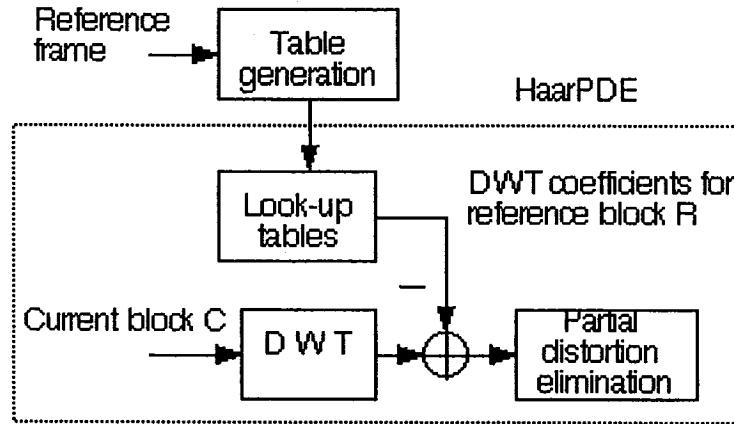 Reference
frame
Table
generation
HaarPDE
Look-up
tables
DWT coefficients for
reference block R
–
Current block C
D W T
Partial
distortion
elimination